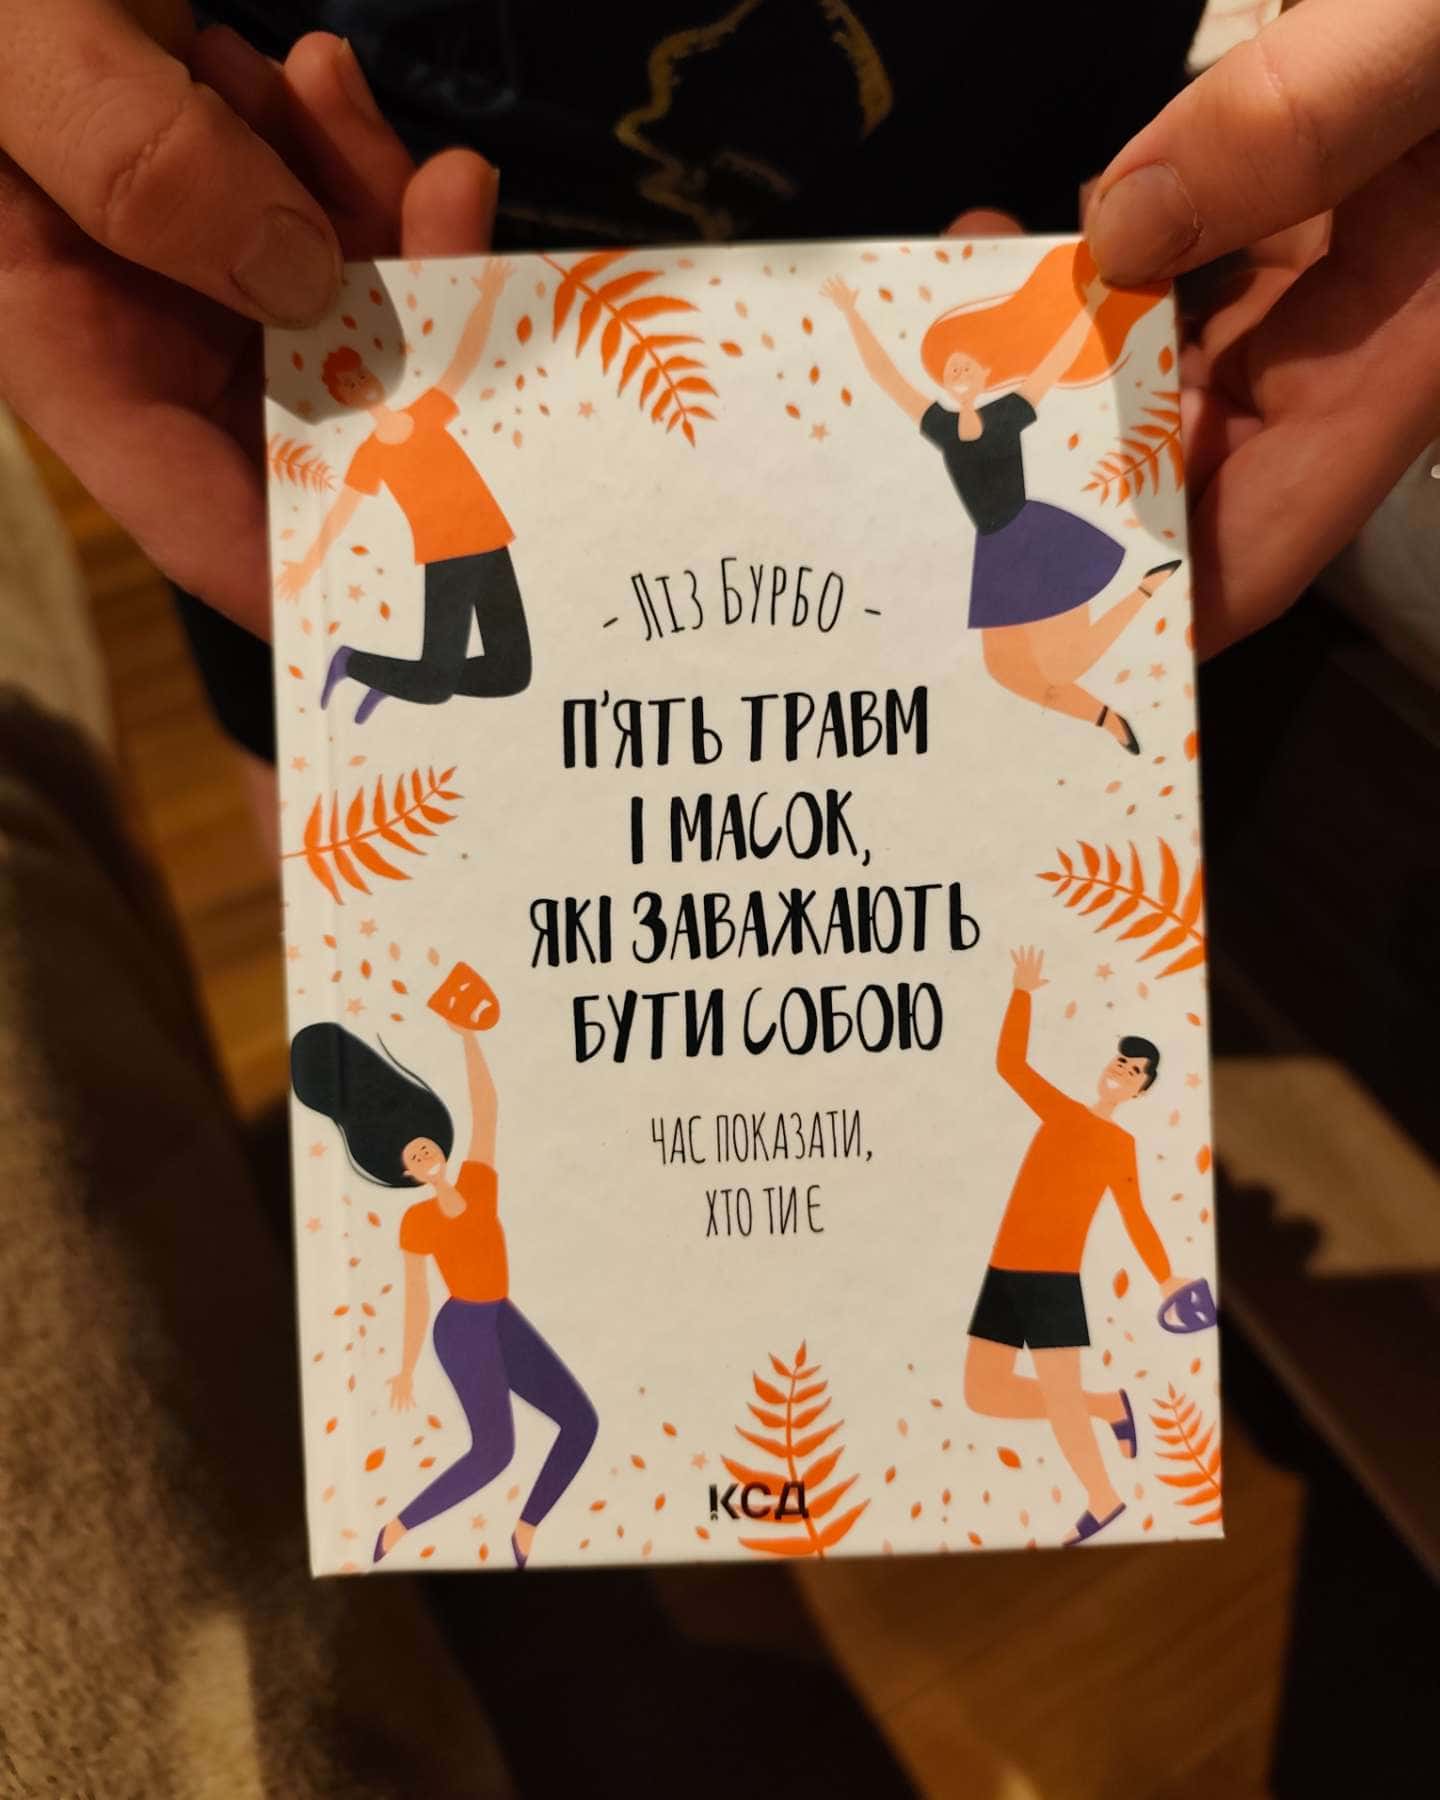 - ЛІЗ БУРБО -
П'ЯТЬ ТРАВМ
І МАСОК,
ЯКІ ЗАВАЖАЮТЬ
БУТИ СОБОЮ
ЧАС ПОКАЗАТИ,
ХТО ТИ Є
КСД